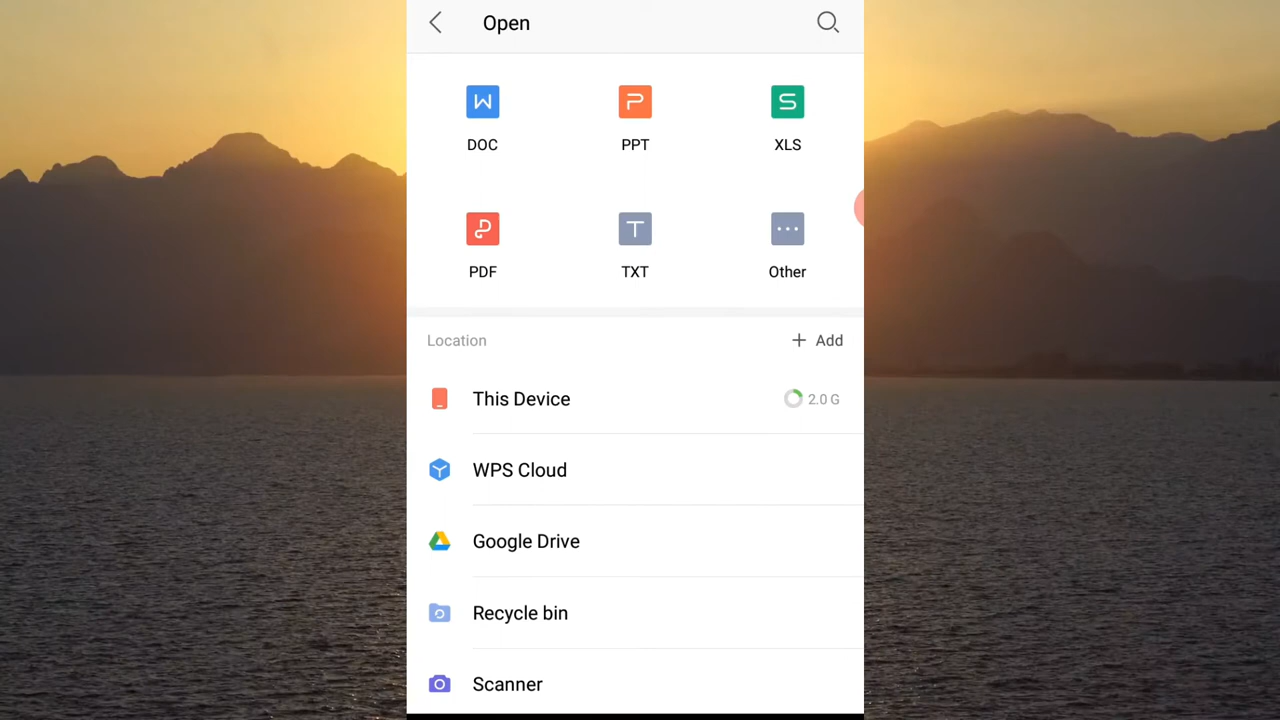 Open
DOC PPT XLS
PDF TXT Other
Location + Add
This Device 2.0 G
WPS Cloud
Google Drive
Recycle bin
Scanner